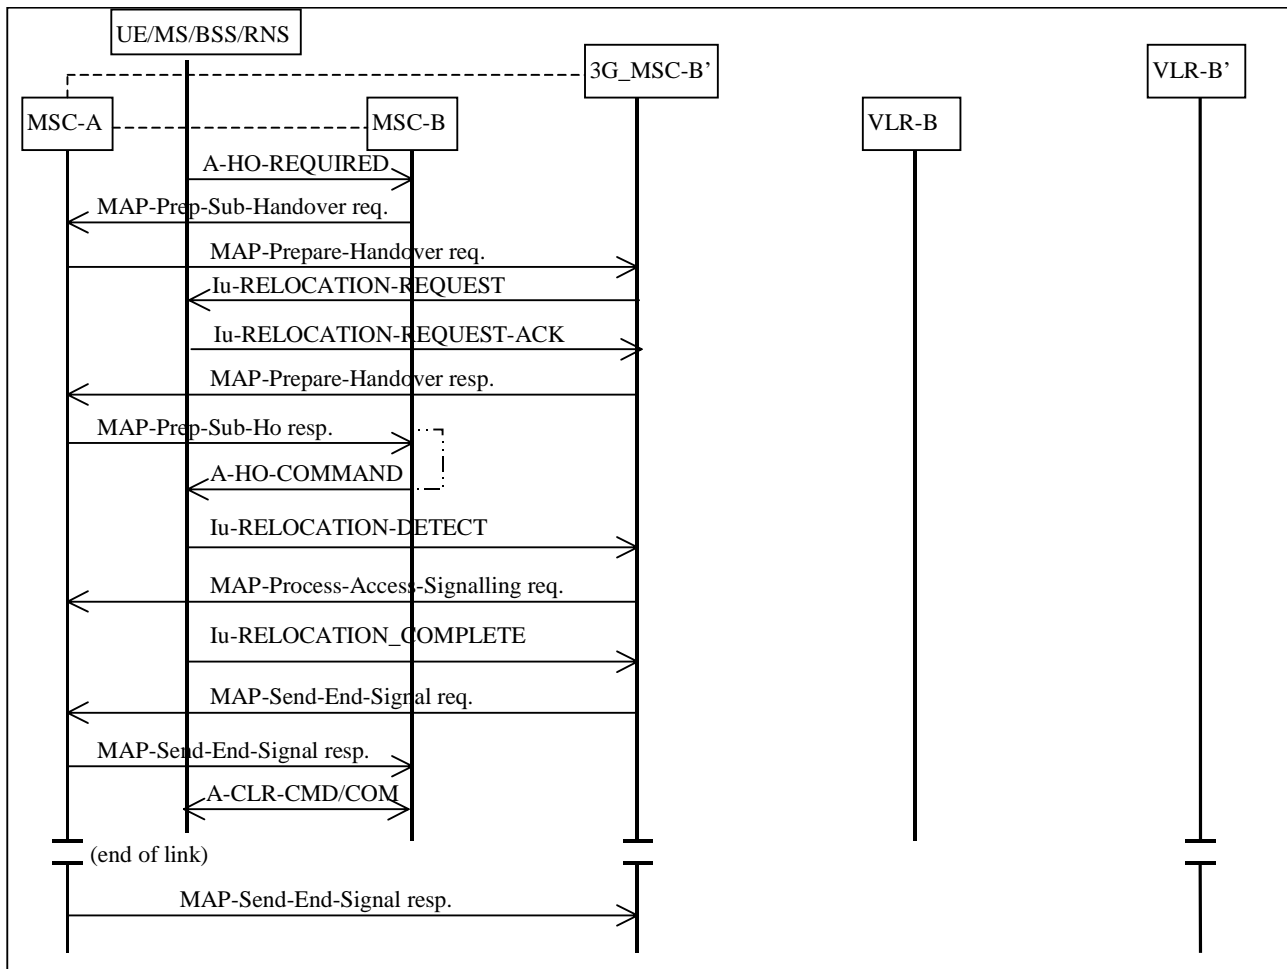 UE/MS/BSS/RNS
3G_MSC-B’
VLR-B’
MSC-A
MSC-B
VLR-B
A-HO-REQUIRED
MAP-Prep-Sub-Handover req.
MAP-Prepare-Handover req.
Iu-RELOCATION-REQUEST
Iu-RELOCATION-REQUEST-ACK
MAP-Prepare-Handover resp.
MAP-Prep-Sub-Ho resp.
A-HO-COMMAND
Iu-RELOCATION-DETECT
MAP-Process-Access-Signalling req.
Iu-RELOCATION_COMPLETE
MAP-Send-End-Signal req.
MAP-Send-End-Signal resp.
A-CLR-CMD/COM
(end of link)
MAP-Send-End-Signal resp.